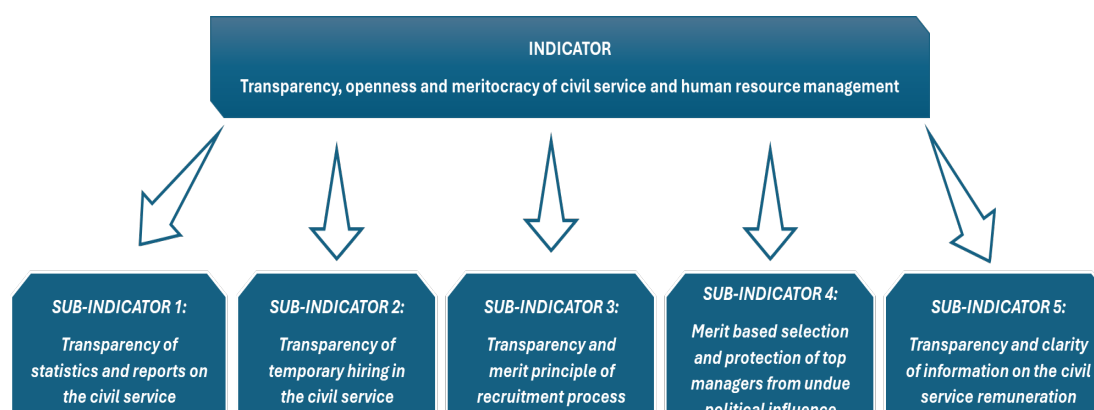 INDICATOR
Transparency, openness and meritocracy of civil service and human resource management
SUB-INDICATOR 1:
Transparency of
statistics and reports on
the civil service
SUB-INDICATOR 2:
Transparency of
temporary hiring in
the civil service
SUB-INDICATOR 3:
Transparency and
merit principle of
recruitment process
SUB-INDICATOR 4:
Merit based selection
and protection of top
managers from undue
political influence
SUB-INDICATOR 5:
Transparency and clarity
of information on the civil
service remuneration